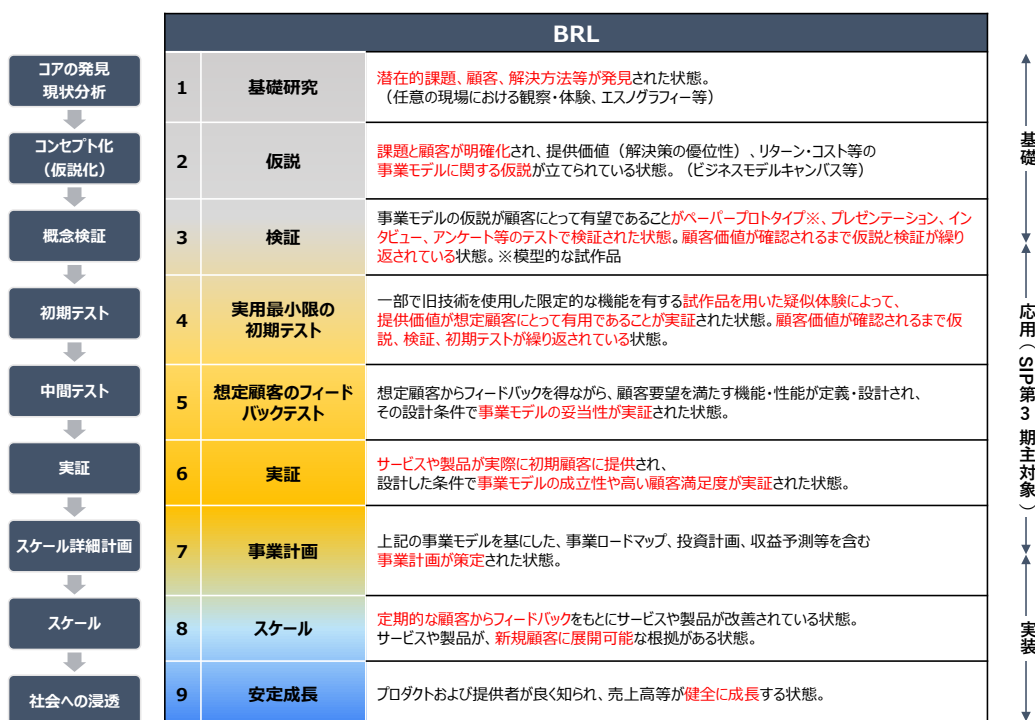 BRL
コアの発見
現状分析
1
基礎研究
潜在的課題、顧客、解決方法等が発見された状態。
（任意の現場における観察・体験、エスノグラフィー等）
コンセプト化
（仮説化）
2
仮説
課題と顧客が明確化され、提供価値（解決策の優位性）、リターン・コスト等の
事業モデルに関する仮説が立てられている状態。（ビジネスモデルキャンバス等）
概念検証
3
検証
事業モデルの仮説が顧客にとって有望であることがペーパープロトタイプ※、プレゼンテーション、イン
タビュー、アンケート等のテストで検証された状態。顧客価値が確認されるまで仮説と検証が繰り
返されている状態。※模型的な試作品
初期テスト
4
実用最小限の
初期テスト
一部で旧技術を使用した限定的な機能を有する試作品を用いた疑似体験によって、
提供価値が想定顧客にとって有用であることが実証された状態。顧客価値が確認されるまで仮
説、検証、初期テストが繰り返されている状態。
中間テスト
5
想定顧客のフィード
バックテスト
想定顧客からフィードバックを得ながら、顧客要望を満たす機能・性能が定義・設計され、
その設計条件で事業モデルの妥当性が実証された状態。
実証
6
実証
サービスや製品が実際に初期顧客に提供され、
設計した条件で事業モデルの成立性や高い顧客満足度が実証された状態。
スケール詳細計画
7
事業計画
上記の事業モデルを基にした、事業ロードマップ、投資計画、収益予測等を含む
事業計画が策定された状態。
スケール
8
スケール
定期的な顧客からフィードバックをもとにサービスや製品が改善されている状態。
サービスや製品が、新規顧客に展開可能な根拠がある状態。
社会への浸透
9
安定成長
プロダクトおよび提供者が良く知られ、売上高等が健全に成長する状態。
基礎
応用（SIP第3期主対象）
実装